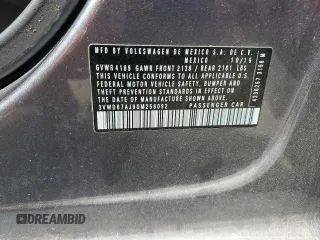 MFD BY VOLKSWAGEN DE MEXICO S.A. DE C.V.
MEXICO 10/15
GVWR 4189 GAWR FRONT 2139 / REAR 2161 LBS
THIS VEHICLE CONFORMS TO ALL APPLICABLE U.S.
FEDERAL MOTOR VEHICLE SAFETY, BUMPER AND THEFT
PREVENTION STANDARDS IN EFFECT ON THE DATE OF
MANUFACTURE SHOWN ABOVE
3VWD67AJ9GM256092 PASSENGER CAR
DREAMBID